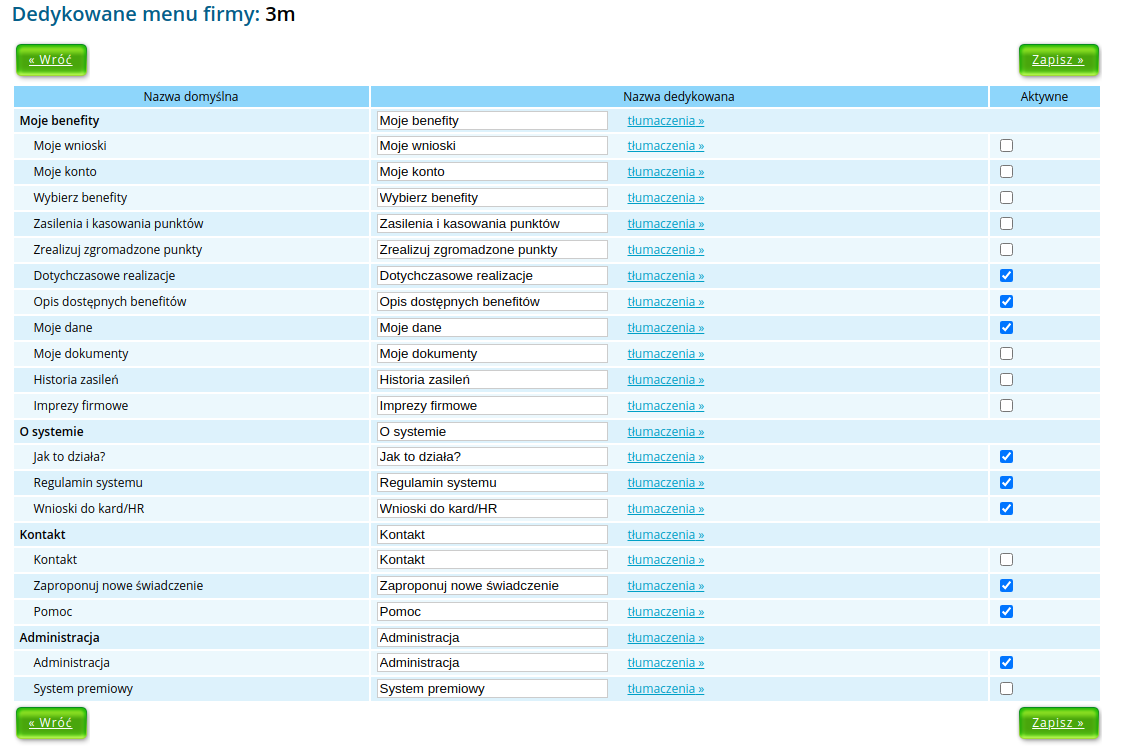 Dedykowane menu firmy: 3m
« Wróć Zapisz »
Nazwa domyślna Nazwa dedykowana Aktywne
Moje benefity Moje benefity tłumaczenia »
Moje wnioski Moje wnioski tłumaczenia »
Moje konto Moje konto tłumaczenia »
Wybierz benefity Wybierz benefity tłumaczenia »
Zasilenia i kasowania punktów Zasilenia i kasowania punktów tłumaczenia »
Zrealizuj zgromadzone punkty Zrealizuj zgromadzone punkty tłumaczenia »
Dotychczasowe realizacje Dotychczasowe realizacje tłumaczenia »
Opis dostępnych benefitów Opis dostępnych benefitów tłumaczenia »
Moje dane Moje dane tłumaczenia »
Moje dokumenty Moje dokumenty tłumaczenia »
Historia zasileń Historia zasileń tłumaczenia »
Imprezy firmowe Imprezy firmowe tłumaczenia »
O systemie O systemie tłumaczenia »
Jak to działa? Jak to działa? tłumaczenia »
Regulamin systemu Regulamin systemu tłumaczenia »
Wnioski do kard/HR Wnioski do kard/HR tłumaczenia »
Kontakt Kontakt tłumaczenia »
Kontakt Kontakt tłumaczenia »
Zaproponuj nowe świadczenie Zaproponuj nowe świadczenie tłumaczenia »
Pomoc Pomoc tłumaczenia »
Administracja Administracja tłumaczenia »
Administracja Administracja tłumaczenia »
System premiowy System premiowy tłumaczenia »
« Wróć Zapisz »